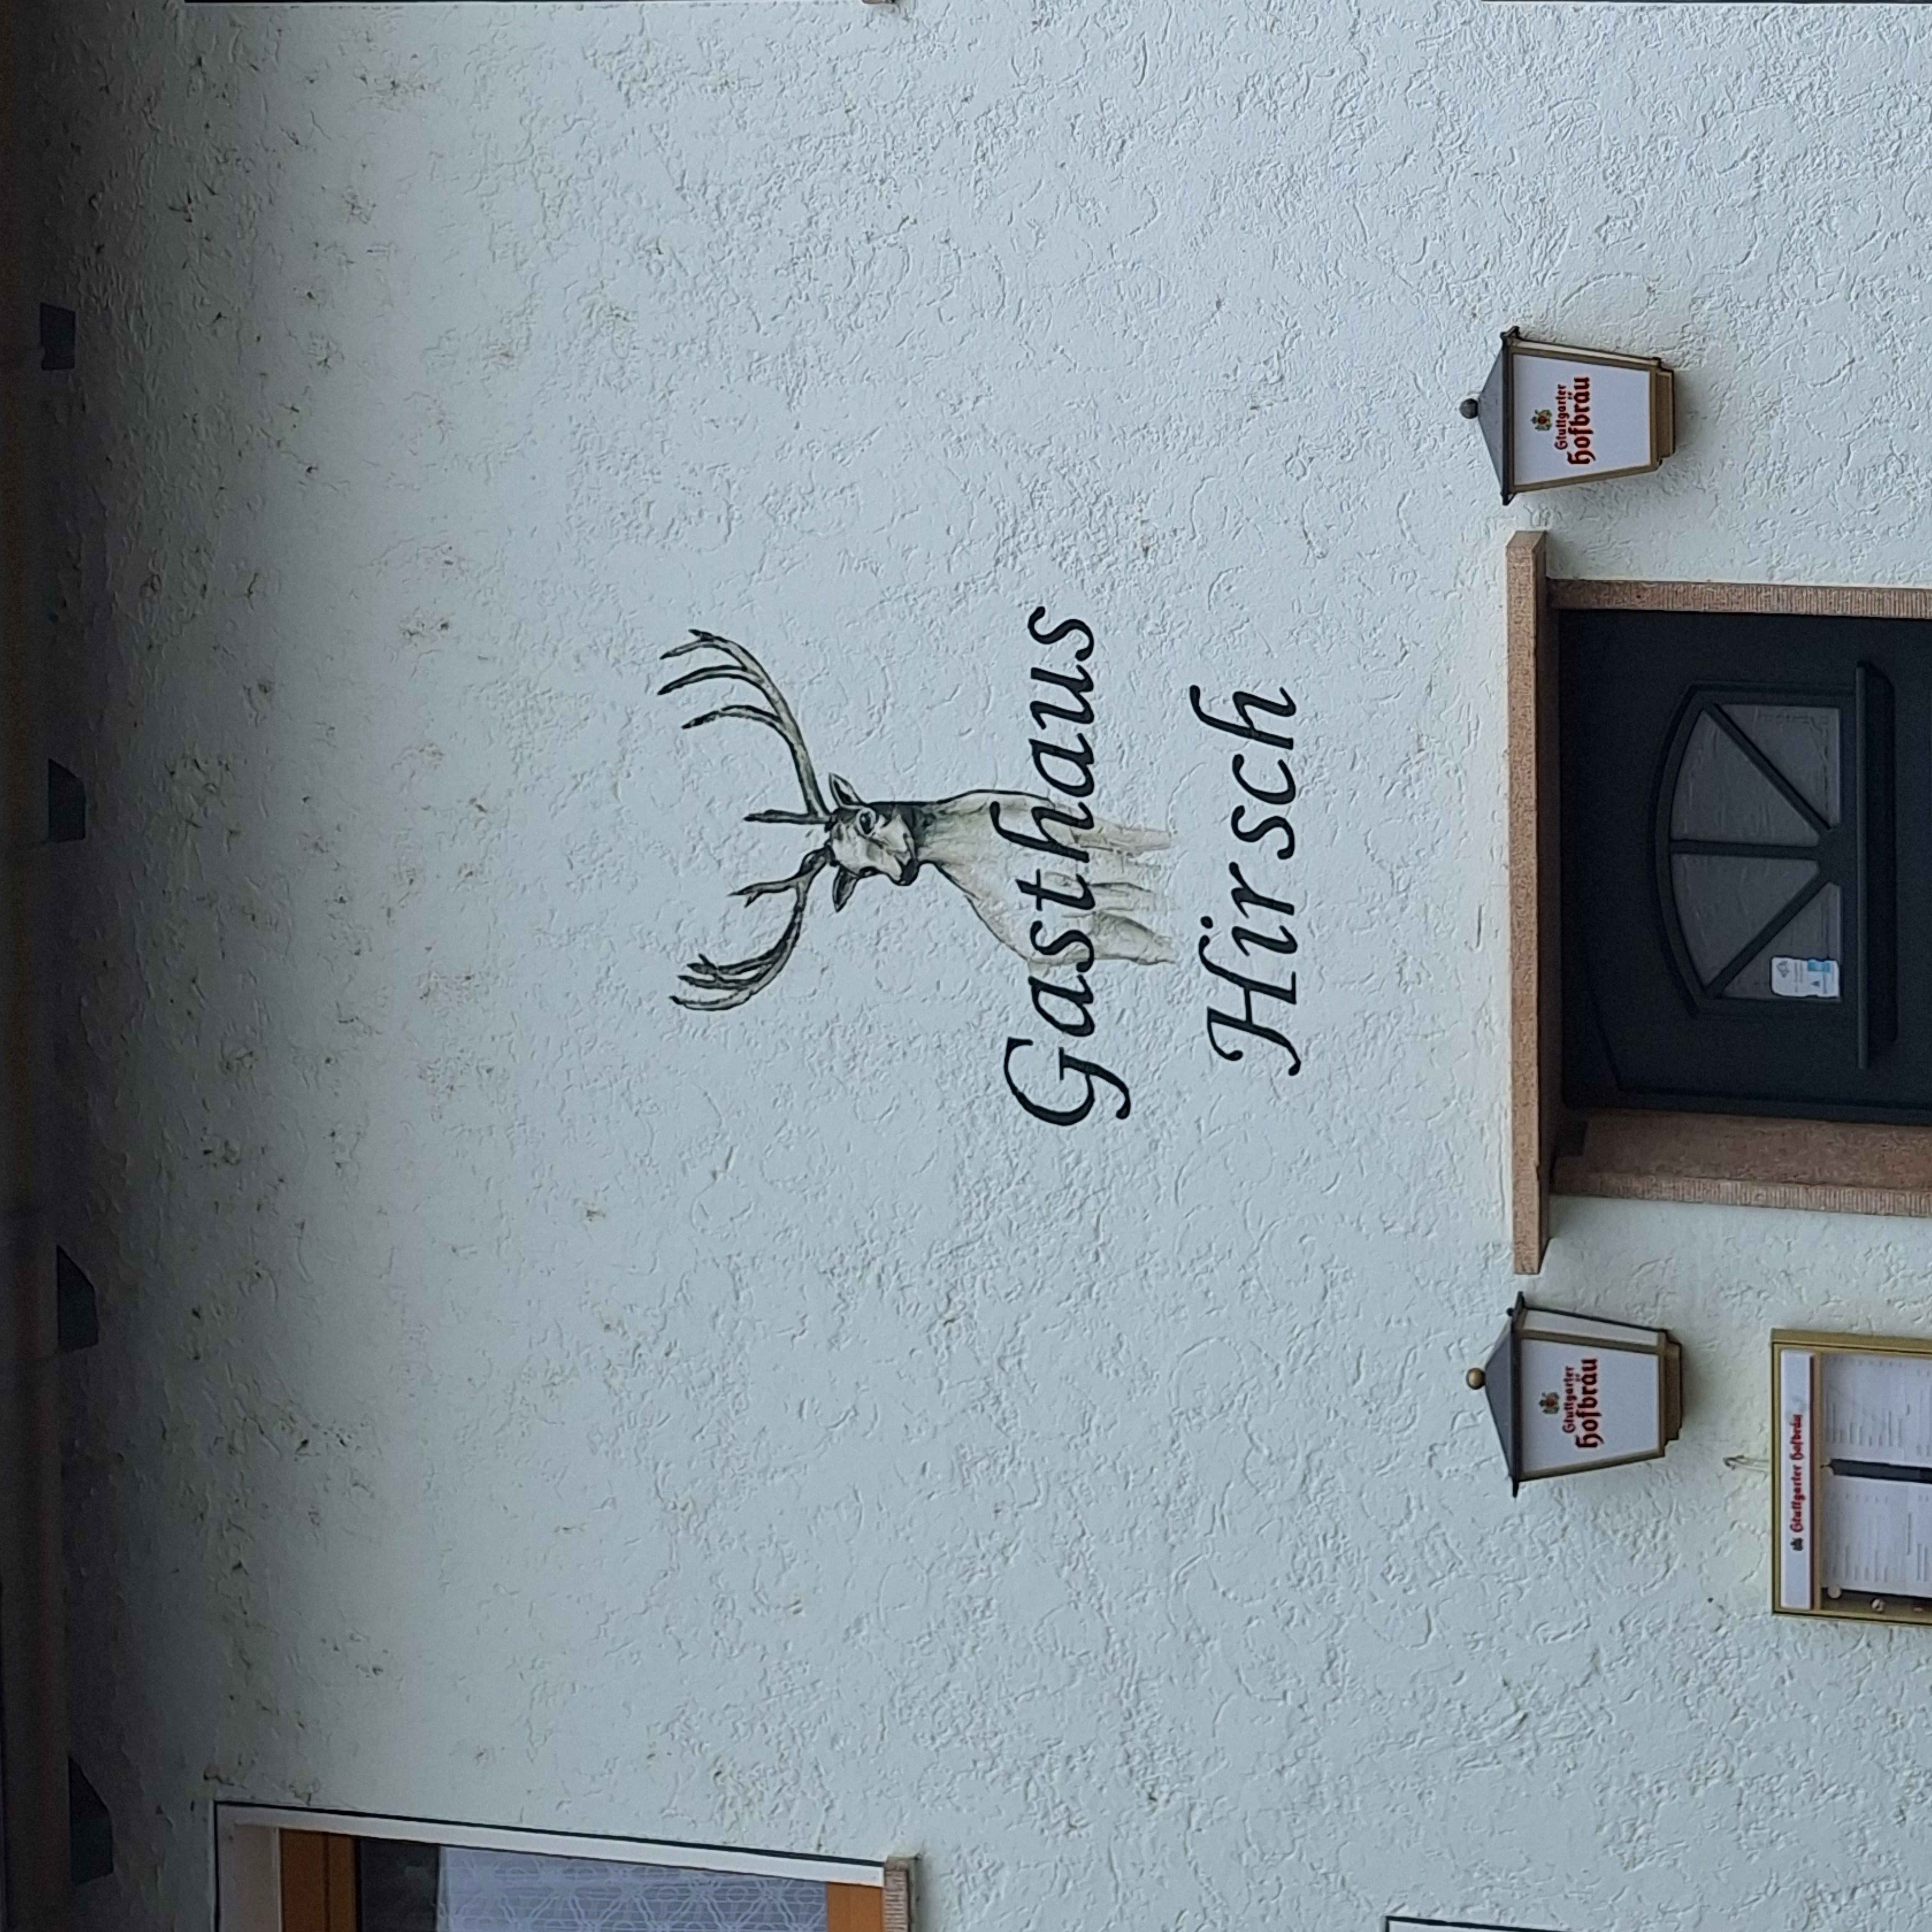 Gasthaus
Hirsch
Stuttgarter
Hofbräu
Stuttgarter
Hofbräu
Stuttgarter Hofbräu